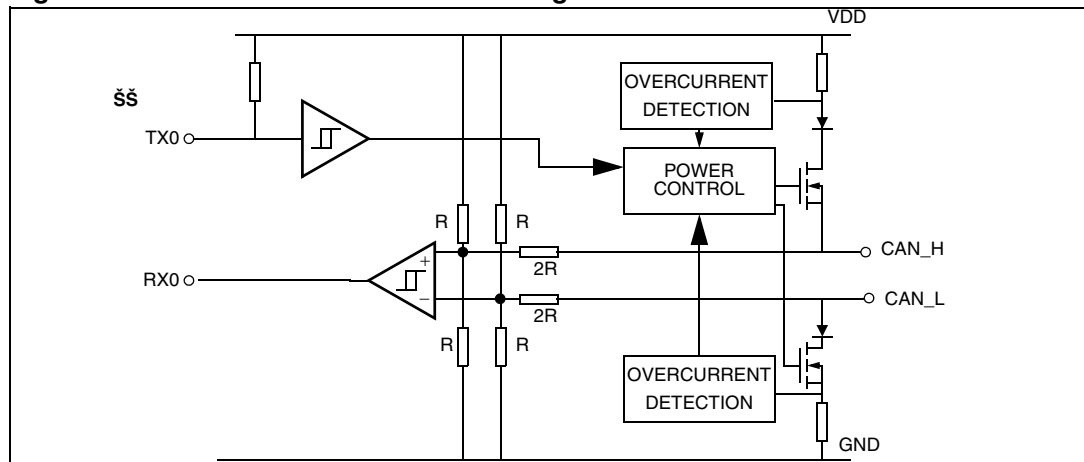 VDD
OVERCURRENT
DETECTION
ŠŠ
TX0
POWER
CONTROL
R
R
+
CAN_H
2R
RX0
−
CAN_L
2R
R
R
OVERCURRENT
DETECTION
GND